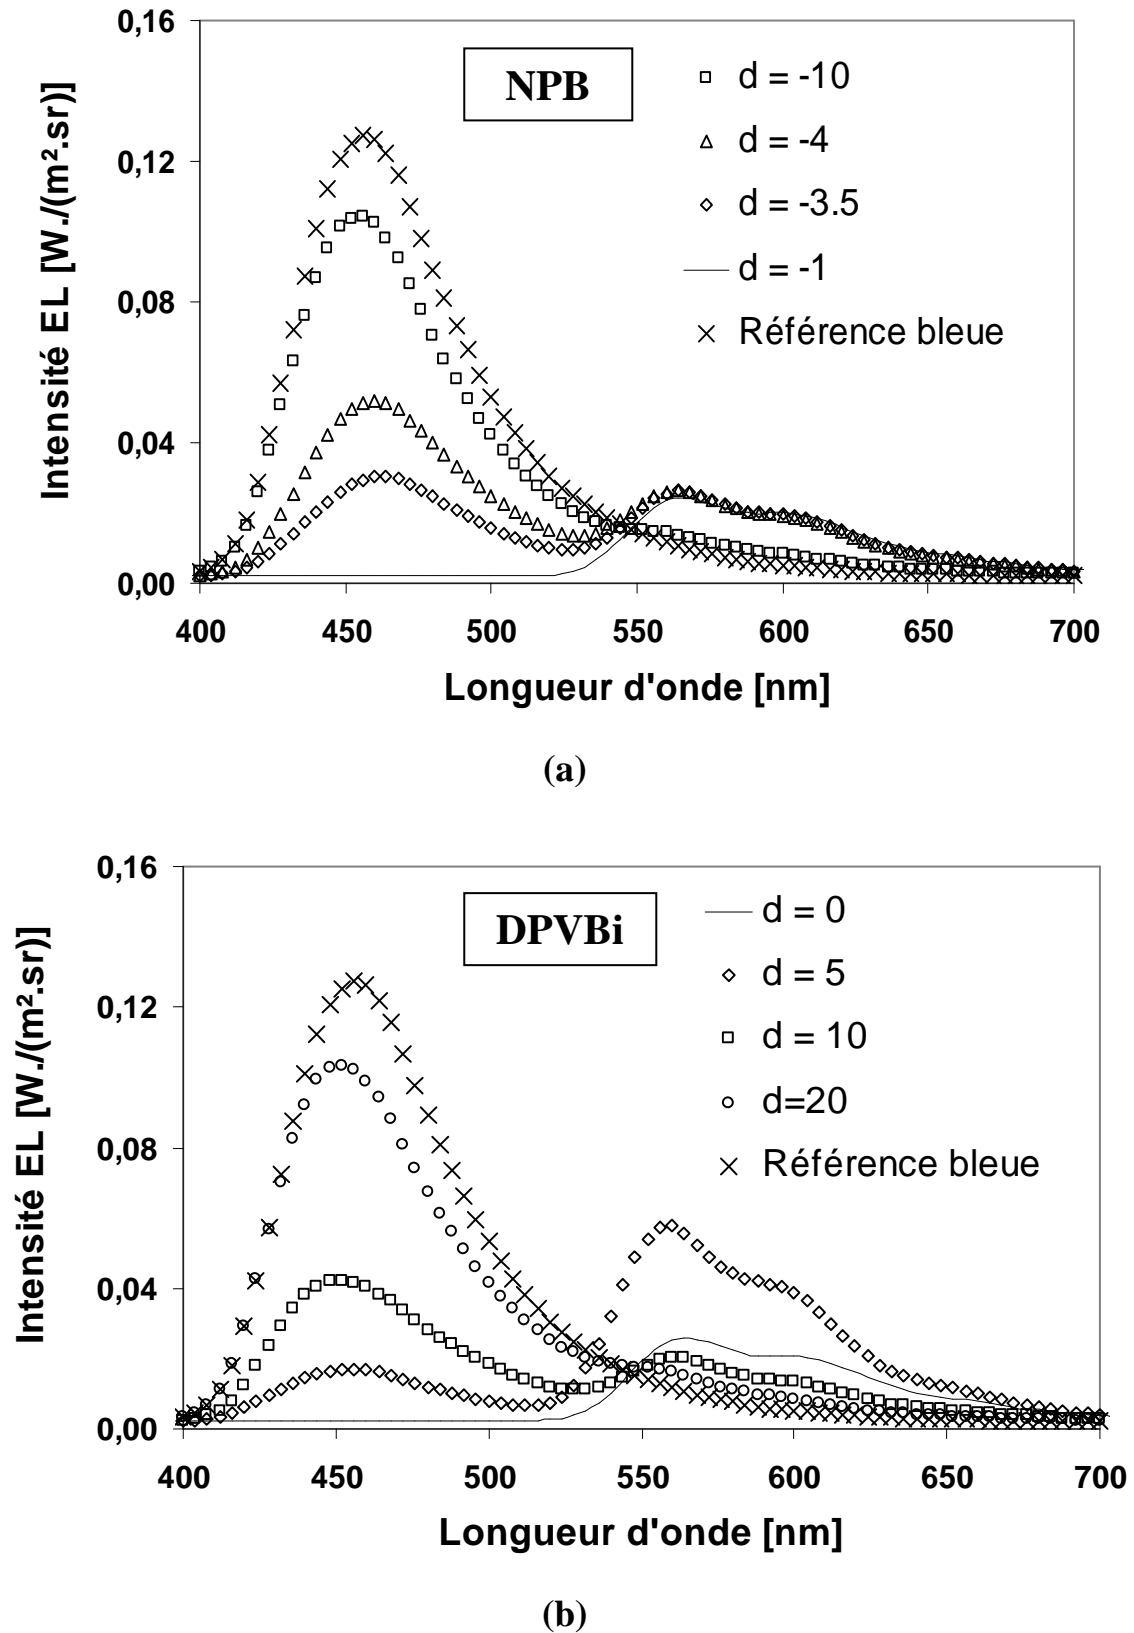 0,16
NPB
d = -10
d = -4
d = -3.5
d = -1
Référence bleue
0,12
0,08
0,04
0,00
Intensité EL [W./(m².sr)]
400 450 500 550 600 650 700
Longueur d'onde [nm]
(a)
0,16
DPVBi
d = 0
d = 5
d = 10
d=20
Référence bleue
0,12
0,08
0,04
0,00
Intensité EL [W./(m².sr)]
400 450 500 550 600 650 700
Longueur d'onde [nm]
(b)